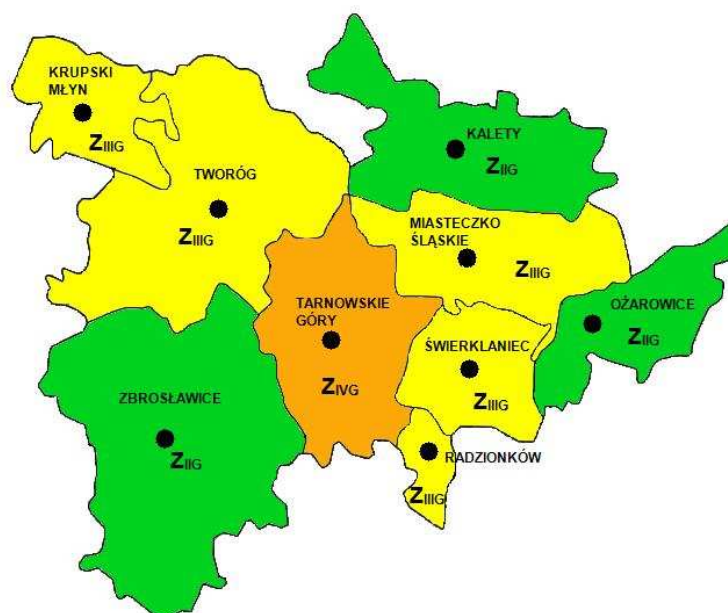 KRUPSKI
MŁYN
ZIIIG
TWORÓG
ZIIIG
KALETY
ZIIG
MIASTECZKO
ŚLĄSKIE
ZIIIG
OŻAROWICE
ZIIG
TARNOWSKIE
GÓRY
ZIVG
ŚWIERKLANIEC
ZIIIG
ZBROSŁAWICE
ZIIG
RADZIONKÓW
ZIIIG